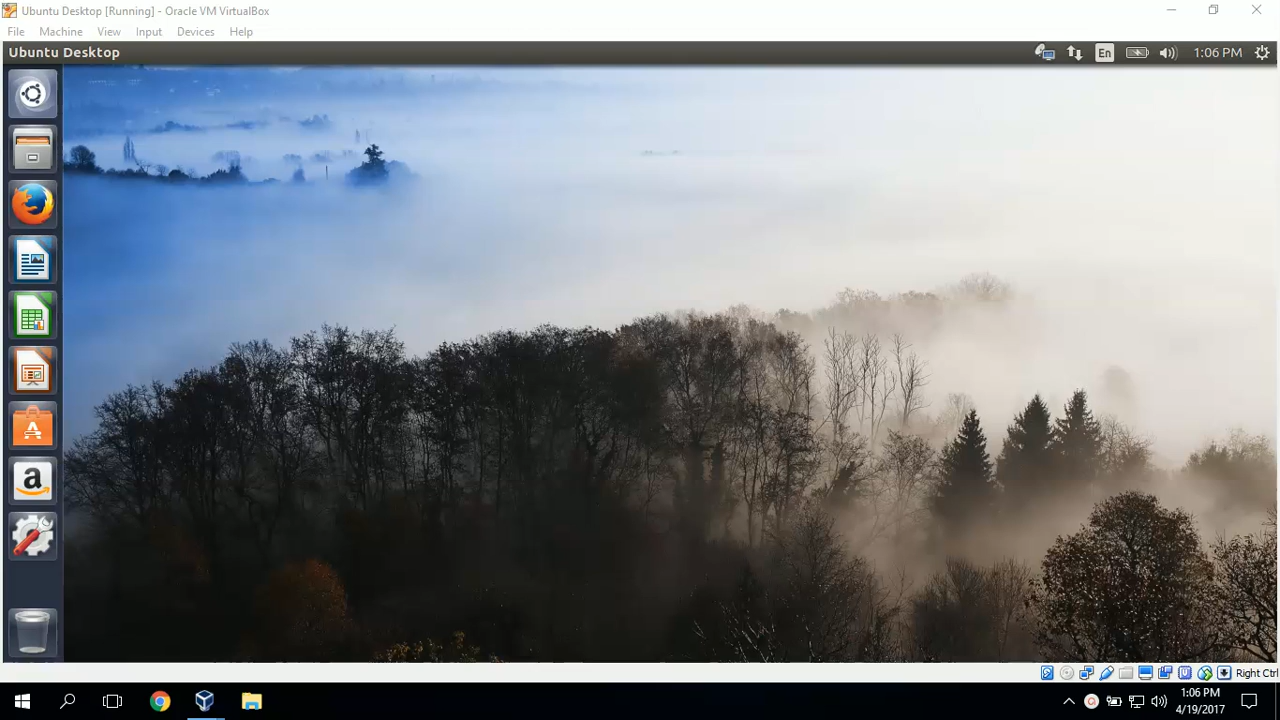 Ubuntu Desktop [Running] - Oracle VM VirtualBox
File Machine View Input Devices Help
Ubuntu Desktop
En
1:06 PM
a
Right Ctrl
1:06 PM
4/19/2017